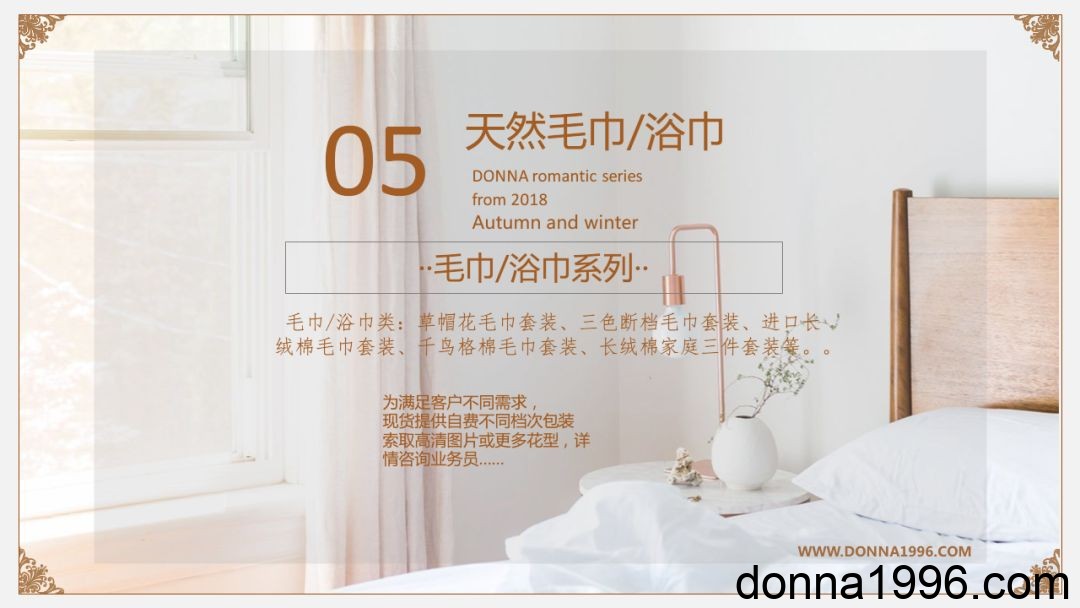 05
天然毛巾/浴巾
DONNA romantic series
from 2018
Autumn and winter
··毛巾/浴巾系列··
毛巾/浴巾类：草帽花毛巾套装、三色断档毛巾套装、进口长
绒棉毛巾套装、千鸟格棉毛巾套装、长绒棉家庭三件套装等。。
为满足客户不同需求，
现货提供自费不同档次包装
索取高清图片或更多花型，详
情咨询业务员……
WWW.DONNA1996.COM
donna1996.com